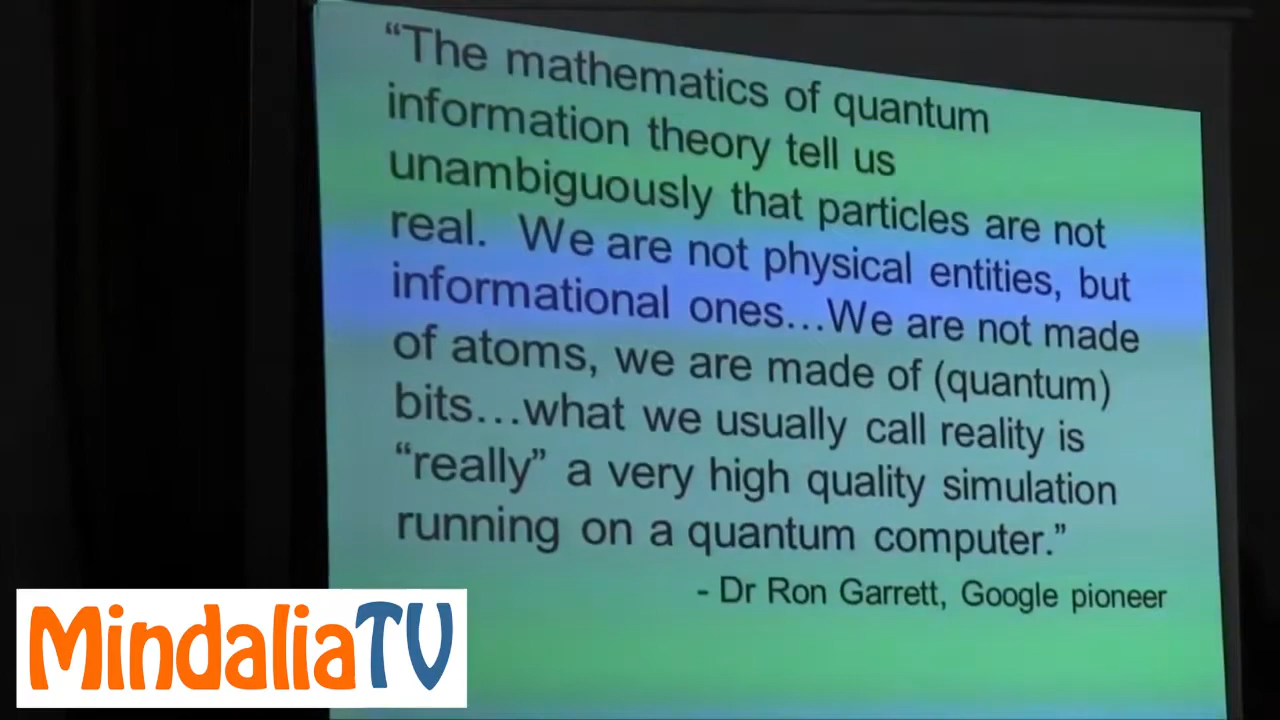 “The mathematics of quantum
information theory tell us
unambiguously that particles are not
real. We are not physical entities, but
informational ones...We are not made
of atoms, we are made of (quantum)
bits...what we usually call reality is
“really” a very high quality simulation
running on a quantum computer.”
- Dr Ron Garrett, Google pioneer
MindaliaTV